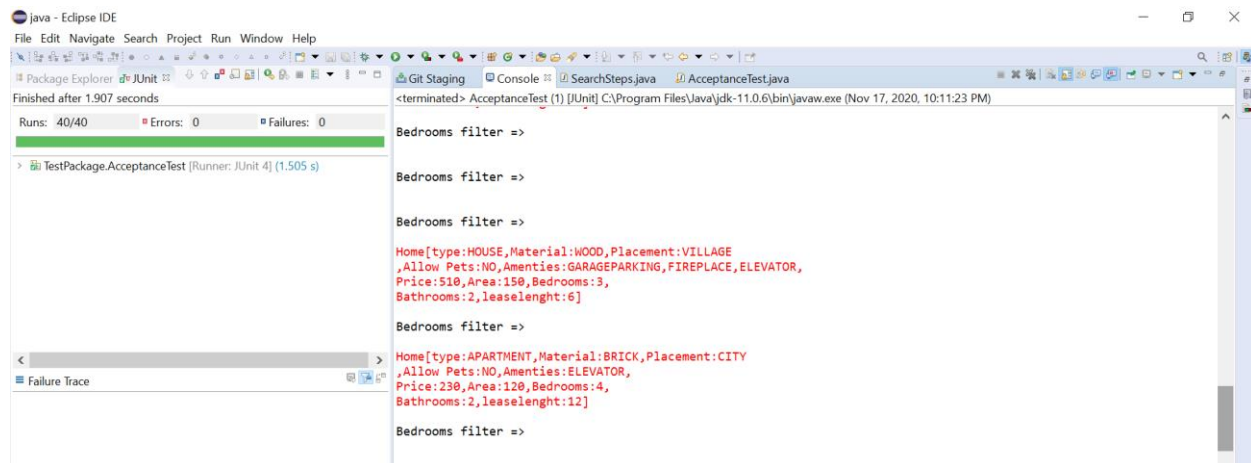 java - Eclipse IDE
File Edit Navigate Search Project Run Window Help
Package Explorer JUnit
Git Staging Console SearchSteps.java AcceptanceTest.java
Finished after 1.907 seconds
<terminated> AcceptanceTest (1) [JUnit] C:\Program Files\Java\jdk-11.0.6\bin\javaw.exe (Nov 17, 2020, 10:11:23 PM)
Runs: 40/40 Errors: 0 Failures: 0
TestPackage.AcceptanceTest [Runner: JUnit 4] (1.505 s)
Failure Trace
Bedrooms filter =>
Bedrooms filter =>
Bedrooms filter =>
Home[type:HOUSE,Material:WOOD,Placement:VILLAGE
,Allow Pets:NO,Amenties:GARAGEPARKING,FIREPLACE,ELEVATOR,
Price:510,Area:150,Bedrooms:3,
Bathrooms:2,leaselenght:6]
Bedrooms filter =>
Home[type:APARTMENT,Material:BRICK,Placement:CITY
,Allow Pets:NO,Amenties:ELEVATOR,
Price:230,Area:120,Bedrooms:4,
Bathrooms:2,leaselenght:12]
Bedrooms filter =>